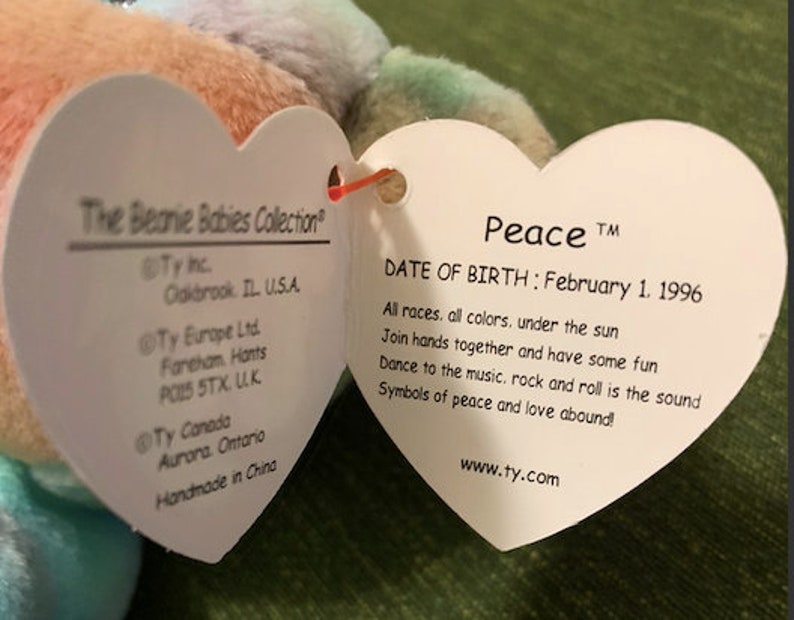 The Beanie Babies Collection®
©Ty Inc.
Oakbrook, IL. U.S.A.
©Ty Europe Ltd.
Fareham, Hants
PO15 5TX, U.K.
©Ty Canada
Aurora, Ontario
Handmade in China
Peace ™
DATE OF BIRTH : February 1, 1996
All races, all colors, under the sun
Join hands together and have some fun
Dance to the music, rock and roll is the sound
Symbols of peace and love abound!
www.ty.com